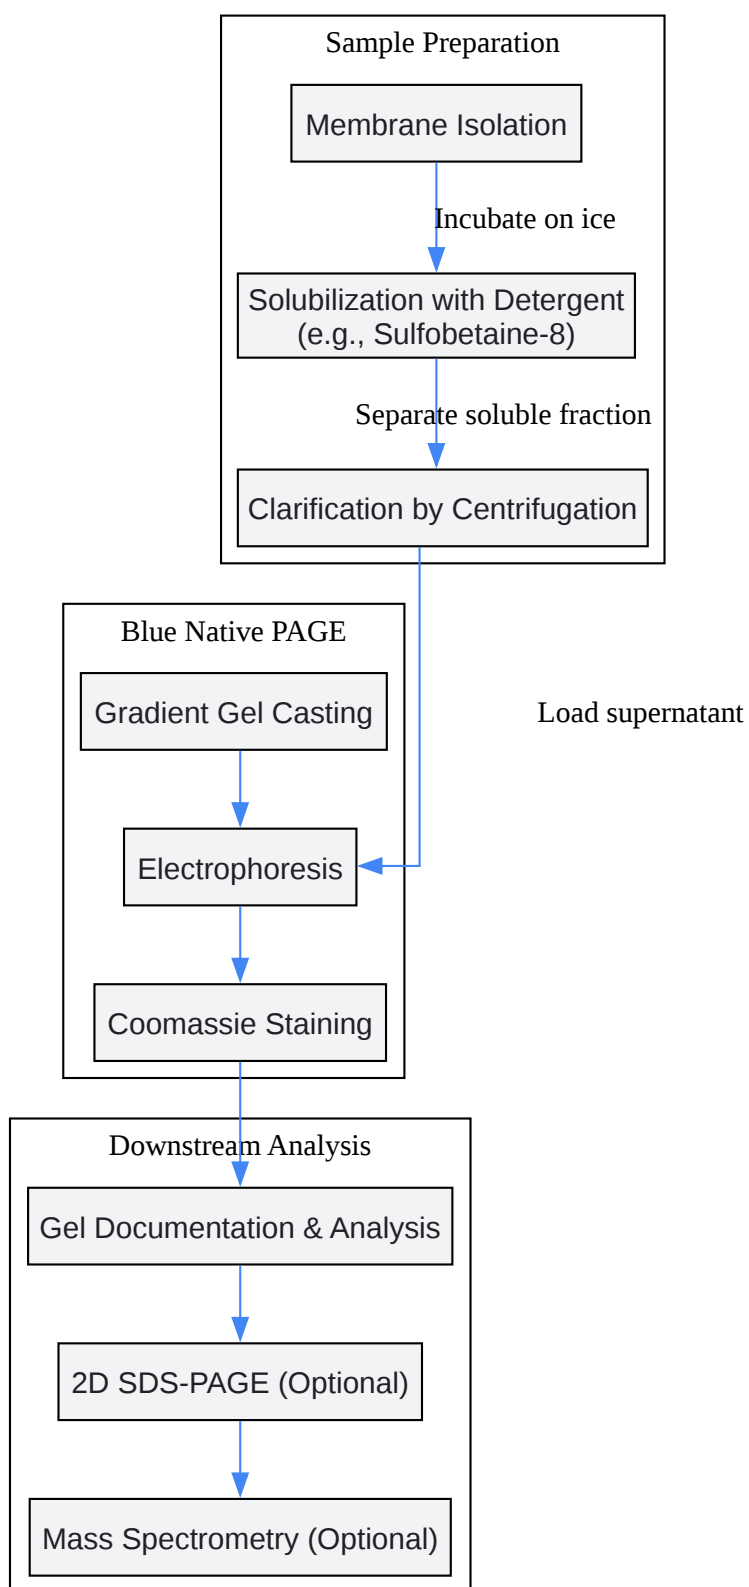 Sample Preparation
Membrane Isolation
Incubate on ice
Solubilization with Detergent
(e.g., Sulfobetaine-8)
Separate soluble fraction
Clarification by Centrifugation
Blue Native PAGE
Gradient Gel Casting
Load supernatant
Electrophoresis
Coomassie Staining
Downstream Analysis
Gel Documentation & Analysis
2D SDS-PAGE (Optional)
Mass Spectrometry (Optional)